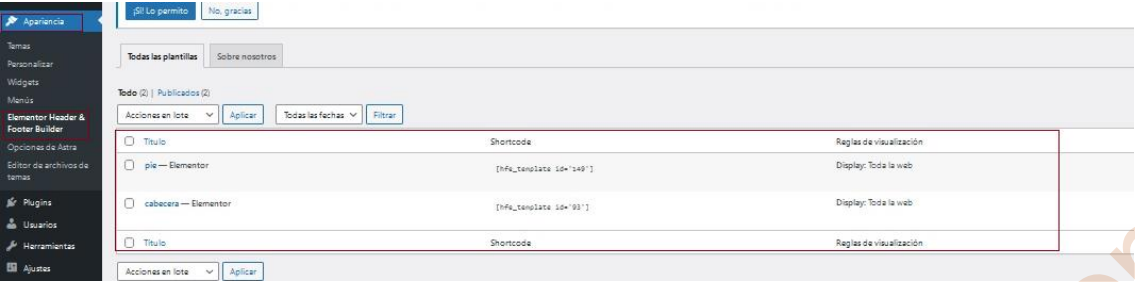 ¡Sí! Lo permito No, gracias
Apariencia
Temas
Personalizar
Widgets
Menús
Elementor Header &
Footer Builder
Opciones de Astra
Editor de archivos de
temas
Plugins
Usuarios
Herramientas
Ajustes
Todas las plantillas Sobre nosotros
Todo (2) | Publicados (2)
Acciones en lote Aplicar Todas las fechas Filtrar
Título Shortcode Reglas de visualización
pie — Elementor [hfe_template id='149'] Display: Toda la web
cabecera — Elementor [hfe_template id='93'] Display: Toda la web
Título Shortcode Reglas de visualización
Acciones en lote Aplicar